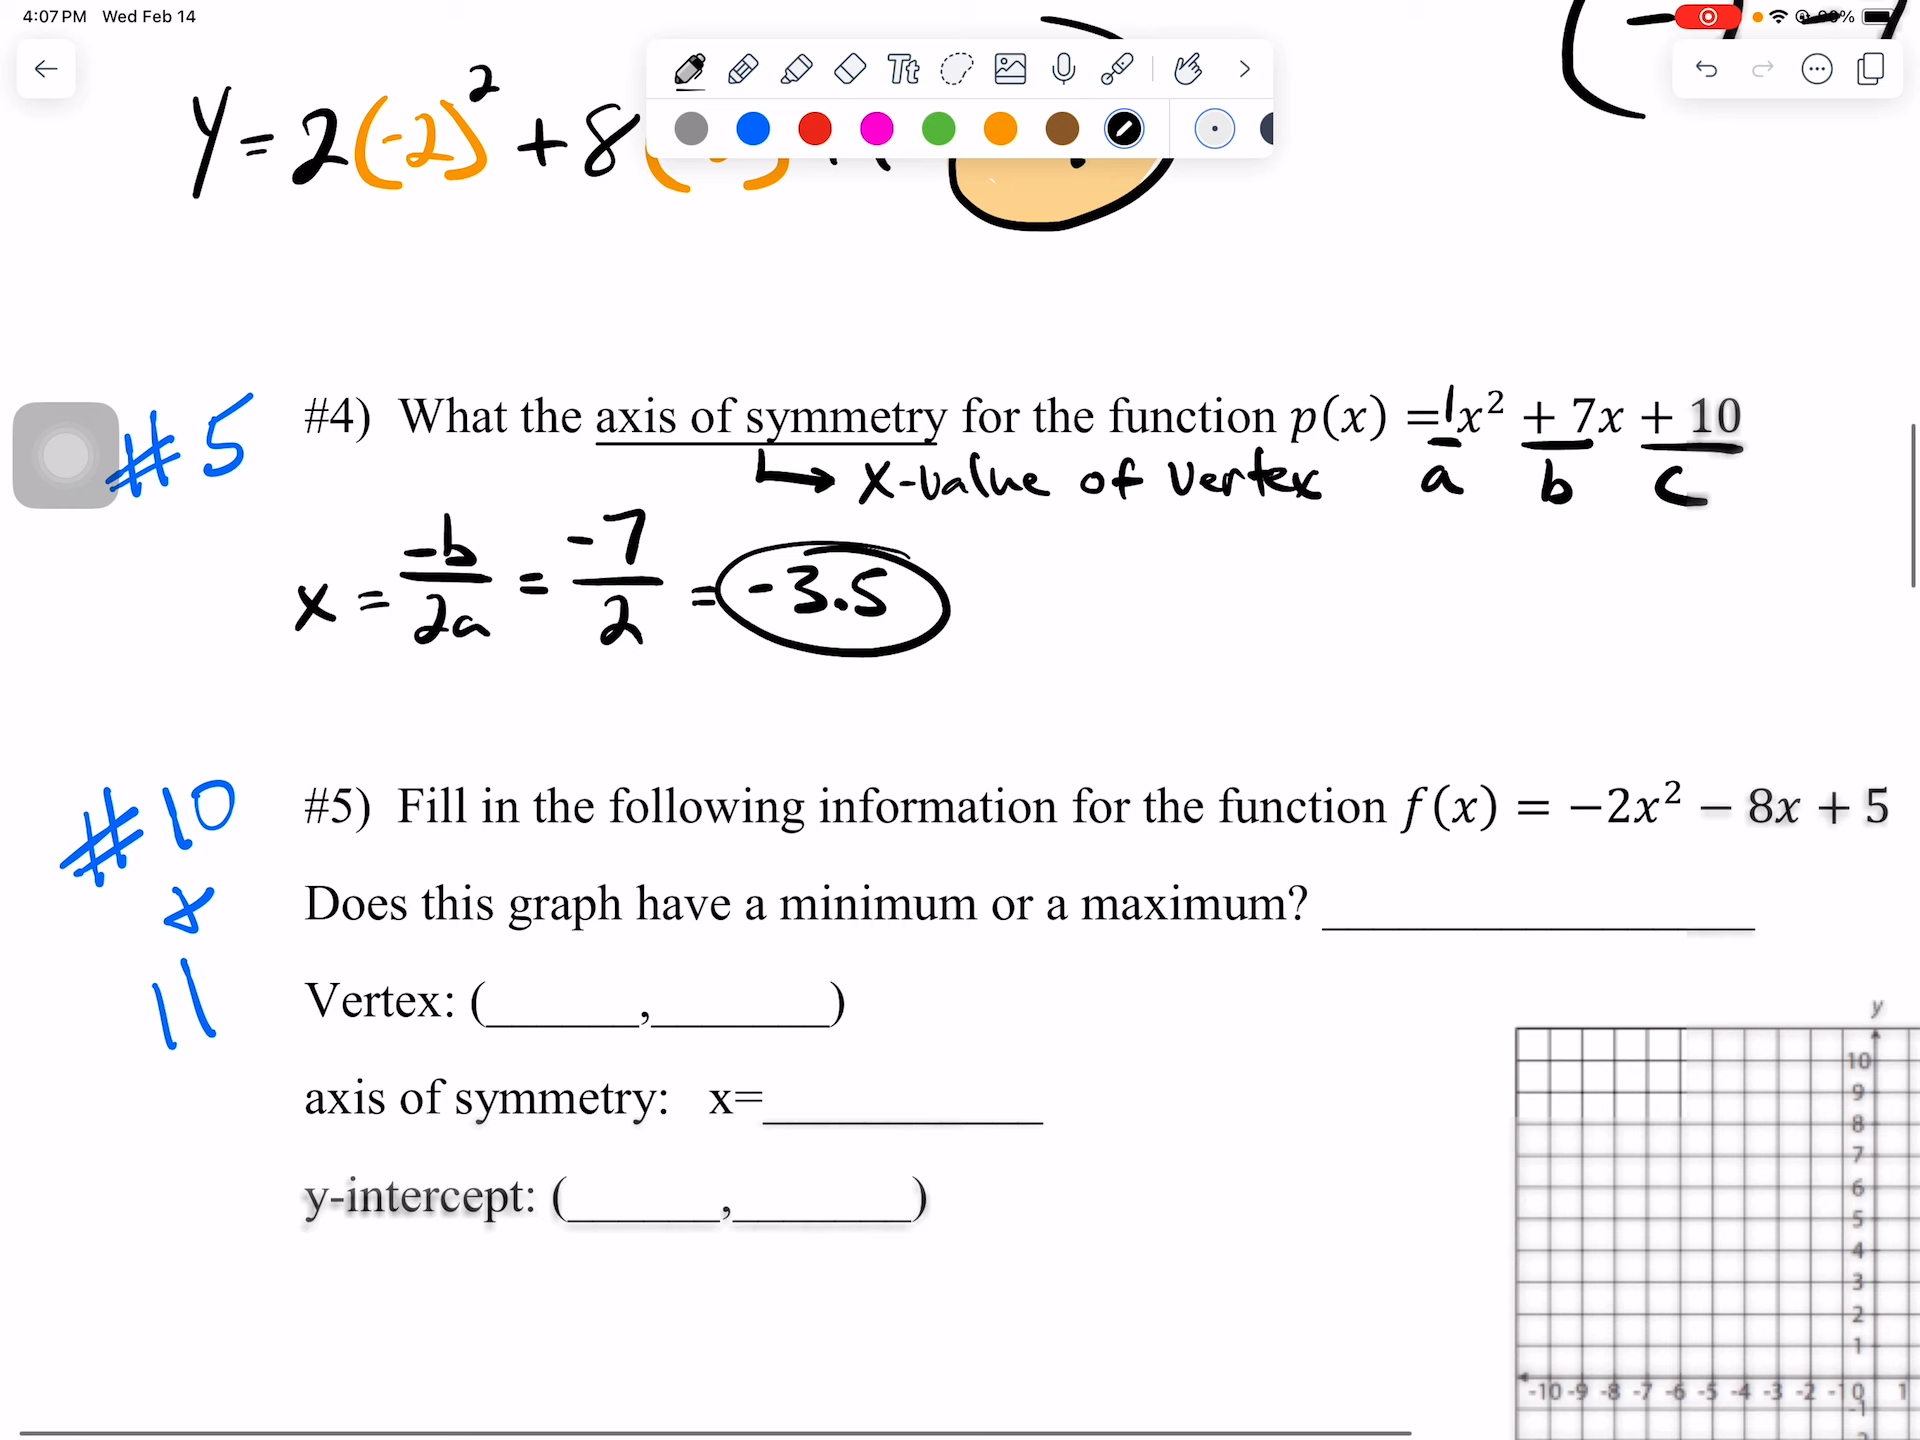 4:07 PM Wed Feb 14
y = 2(-2)² + 8
#5
#4) What the axis of symmetry for the function p(x) = 1x² + 7x + 10
↳ x-value of vertex a b c
x = -b/2a = -7/2 = -3.5
#10
&
11
#5) Fill in the following information for the function f(x) = −2x² − 8x + 5
Does this graph have a minimum or a maximum? ________________
Vertex: (______,_______)
axis of symmetry: x=___________
y-intercept: (______,_______)
y
10
9
8
7
6
5
4
3
2
1
-10 -9 -8 -7 -6 -5 -4 -3 -2 -1 0 1
-1